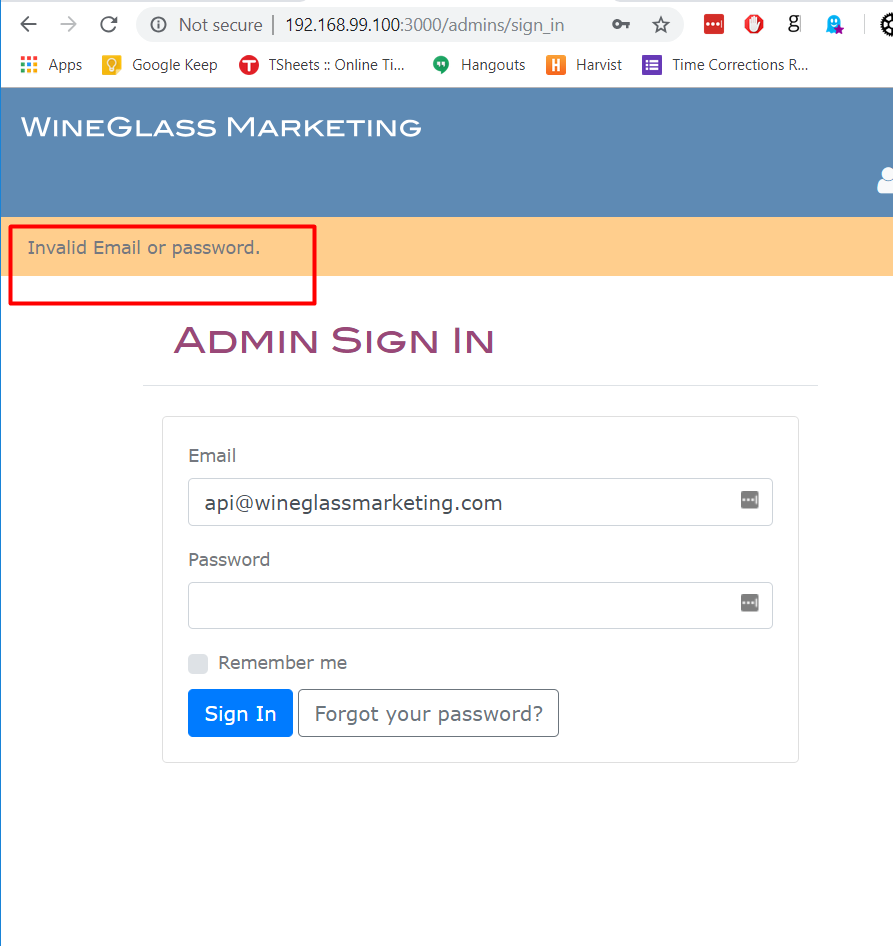 Not secure | 192.168.99.100:3000/admins/sign_in
g
Apps Google Keep TSheets :: Online Ti... Hangouts H Harvist Time Corrections R...
WineGlass Marketing
Invalid Email or password.
Admin Sign In
Email
api@wineglassmarketing.com
Password
Remember me
Sign In Forgot your password?